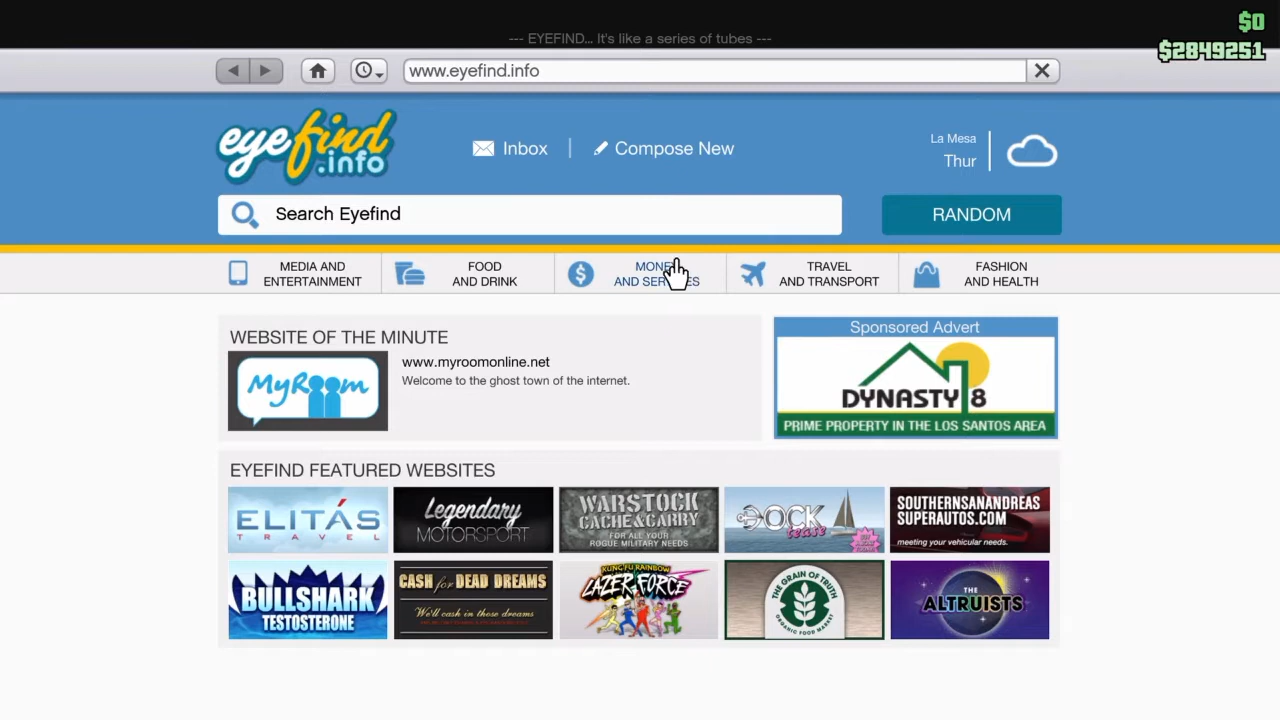 $0
--- EYEFIND... It's like a series of tubes ---
$2849251
www.eyefind.info
eyefind
.info
Inbox
Compose New
La Mesa
Thur
Search Eyefind
RANDOM
MEDIA AND
ENTERTAINMENT
FOOD
AND DRINK
MONEY
AND SERVICES
TRAVEL
AND TRANSPORT
FASHION
AND HEALTH
WEBSITE OF THE MINUTE
MyRoom
www.myroomonline.net
Welcome to the ghost town of the internet.
Sponsored Advert
DYNASTY 8
PRIME PROPERTY IN THE LOS SANTOS AREA
EYEFIND FEATURED WEBSITES
ELITÁS
TRAVEL
Legendary
MOTORSPORT
WARSTOCK
CACHE & CARRY
FOR ALL YOUR
ROGUE MILITARY NEEDS
DOCK
tease
SOUTHERNSANANDREAS
SUPERAUTOS.COM
meeting your vehicular needs.
BULLSHARK
TESTOSTERONE
CASH for DEAD DREAMS
We'll cash in those dreams
KUNG FU RAINBOW
LAZER FORCE
THE GRAIN OF TRUTH
ORGANIC FOOD MARKET
THE
ALTRUISTS